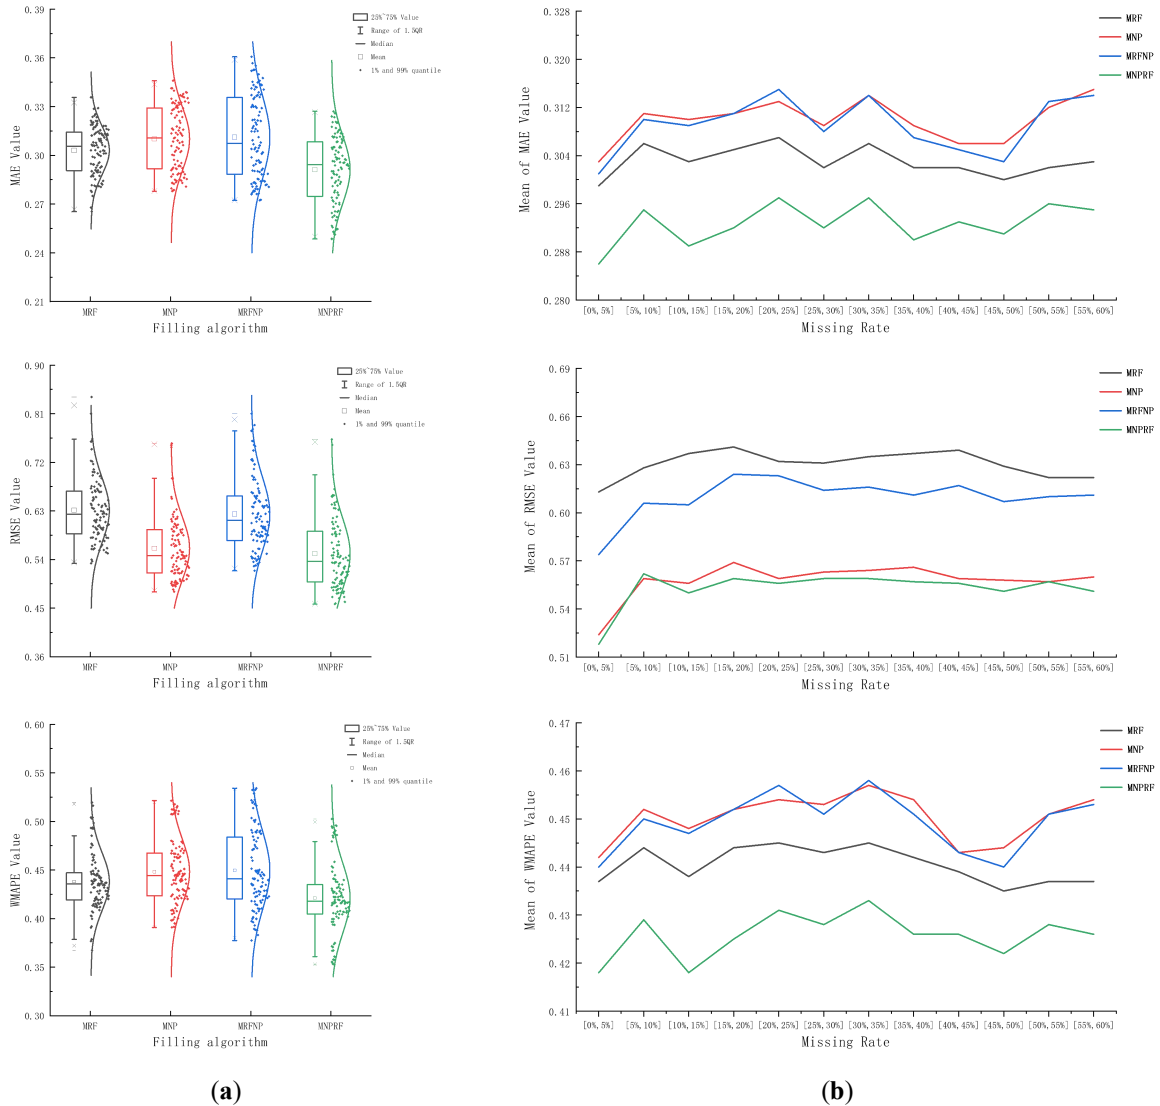 0.39
0.36
0.33
0.30
0.27
0.24
0.21
MAE Value
25%~75% Value
Range of 1.5QR
Median
Mean
1% and 99% quantile
MRF
MNP
MRFNP
MNPRF
Filling algorithm
0.328
0.320
0.312
0.304
0.296
0.288
0.280
Mean of MAE Value
MRF
MNP
MRFNP
MNPRF
[0%,5%]
[5%,10%]
[10%,15%]
[15%,20%]
[20%,25%]
[25%,30%]
[30%,35%]
[35%,40%]
[40%,45%]
[45%,50%]
[50%,55%]
[55%,60%]
Missing Rate
0.90
0.81
0.72
0.63
0.54
0.45
0.36
RMSE Value
25%~75% Value
Range of 1.5QR
Median
Mean
1% and 99% quantile
MRF
MNP
MRFNP
MNPRF
Filling algorithm
0.69
0.66
0.63
0.60
0.57
0.54
0.51
Mean of RMSE Value
MRF
MNP
MRFNP
MNPRF
[0%,5%]
[5%,10%]
[10%,15%]
[15%,20%]
[20%,25%]
[25%,30%]
[30%,35%]
[35%,40%]
[40%,45%]
[45%,50%]
[50%,55%]
[55%,60%]
Missing Rate
0.60
0.55
0.50
0.45
0.40
0.35
0.30
WMAPE Value
25%~75% Value
Range of 1.5QR
Median
Mean
1% and 99% quantile
MRF
MNP
MRFNP
MNPRF
Filling algorithm
0.47
0.46
0.45
0.44
0.43
0.42
0.41
Mean of WMAPE Value
MRF
MNP
MRFNP
MNPRF
[0%,5%]
[5%,10%]
[10%,15%]
[15%,20%]
[20%,25%]
[25%,30%]
[30%,35%]
[35%,40%]
[40%,45%]
[45%,50%]
[50%,55%]
[55%,60%]
Missing Rate
(a)
(b)